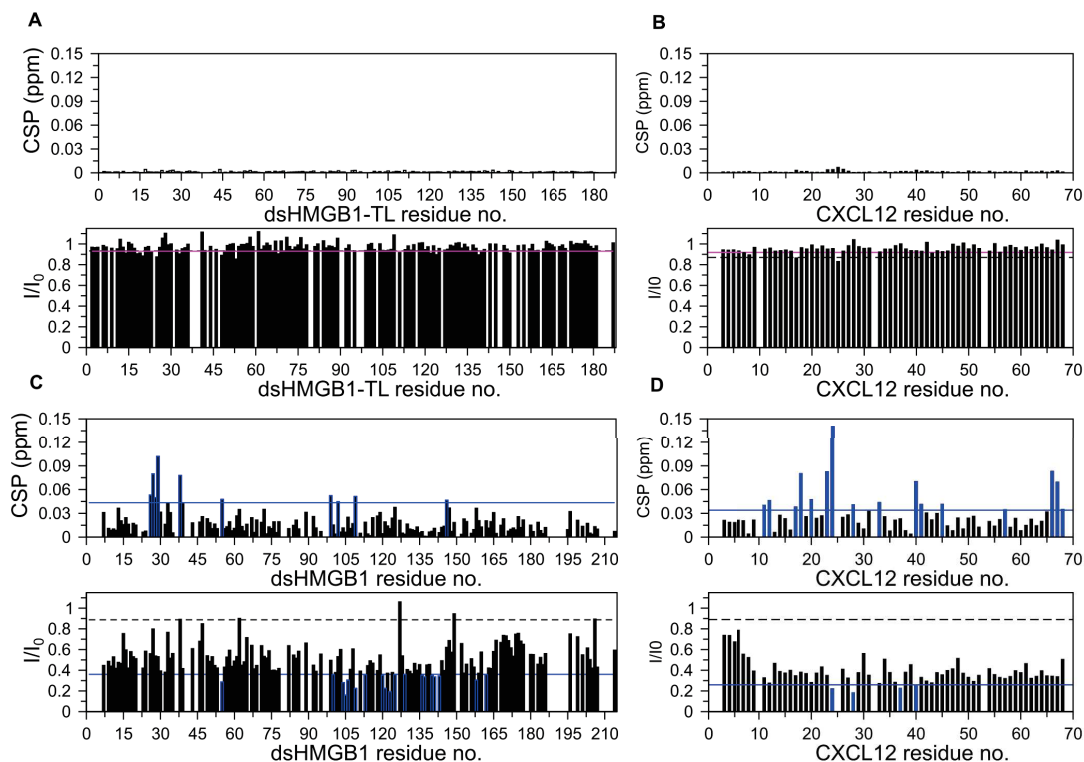 A
B
CSP (ppm)
0.15
0.12
0.09
0.06
0.03
0
0 15 30 45 60 75 90 105 120 135 150 165 180
dsHMGB1-TL residue no.
CSP (ppm)
0.15
0.12
0.09
0.06
0.03
0
0 10 20 30 40 50 60 70
CXCL12 residue no.
I/I0
1
0.8
0.6
0.4
0.2
0
0 15 30 45 60 75 90 105 120 135 150 165 180
dsHMGB1-TL residue no.
I/I0
1
0.8
0.6
0.4
0.2
0
0 10 20 30 40 50 60 70
CXCL12 residue no.
C
D
CSP (ppm)
0.15
0.12
0.09
0.06
0.03
0
0 15 30 45 60 75 90 105 120 135 150 165 180 195 210
dsHMGB1 residue no.
CSP (ppm)
0.15
0.12
0.09
0.06
0.03
0
0 10 20 30 40 50 60 70
CXCL12 residue no.
I/I0
1
0.8
0.6
0.4
0.2
0
0 15 30 45 60 75 90 105 120 135 150 165 180 195 210
dsHMGB1 residue no.
I/I0
1
0.8
0.6
0.4
0.2
0
0 10 20 30 40 50 60 70
CXCL12 residue no.